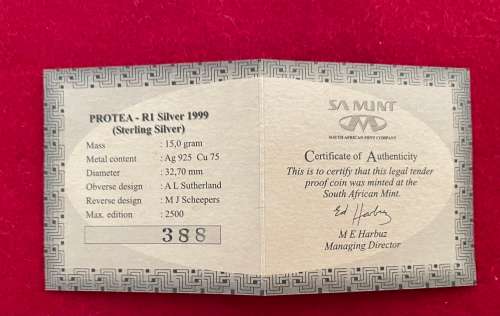 PROTEA - R1 Silver 1999
(Sterling Silver)
Mass : 15,0 gram
Metal content : Ag 925 Cu 75
Diameter : 32,70 mm
Obverse design : A L Sutherland
Reverse design : M J Scheepers
Max. edition : 2500
388
SA MINT
SOUTH AFRICAN MINT COMPANY
Certificate of Authenticity
This is to certify that this legal tender
proof coin was minted at the
South African Mint.
Ed Harbuz
M E Harbuz
Managing Director